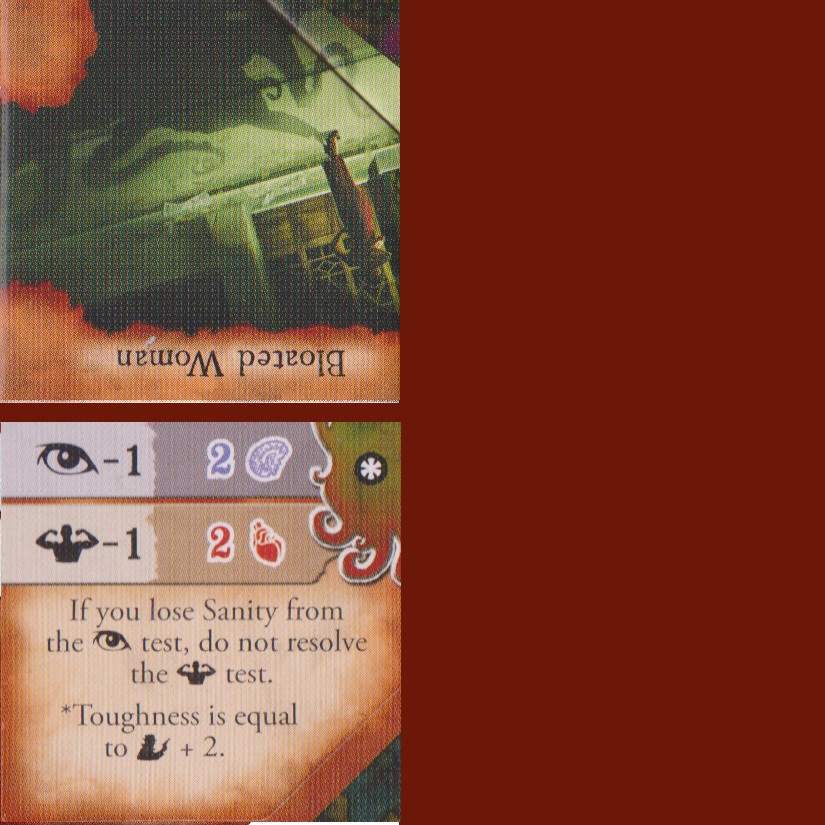 Bloated Woman
-1 2 *
-1 2
If you lose Sanity from
the test, do not resolve
the test.
*Toughness is equal
to + 2.